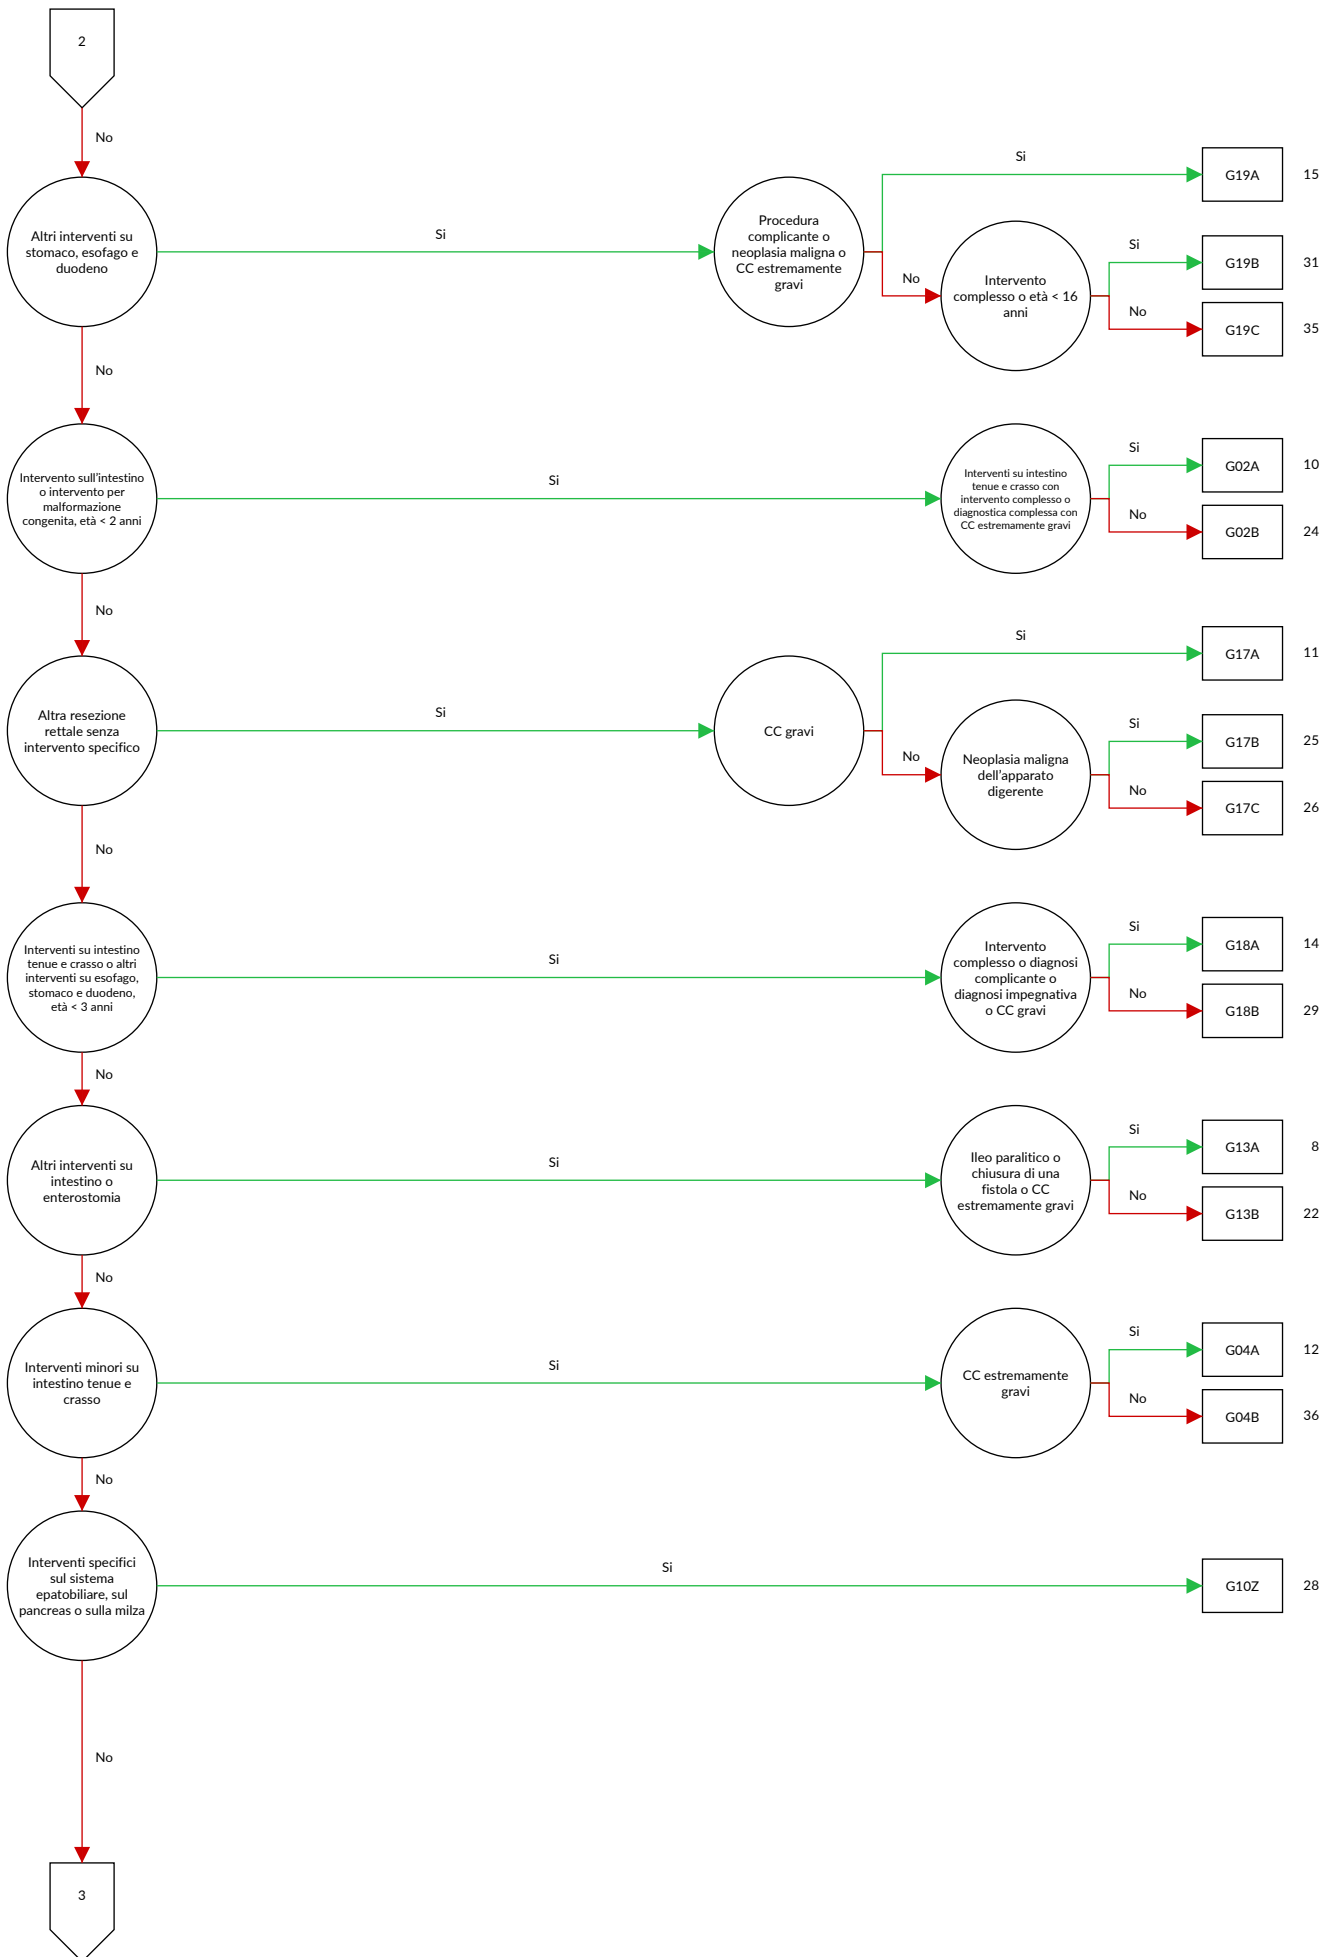 2
No
Si
G19A
15
Altri interventi su
stomaco, esofago e
duodeno
Si
Procedura
complicante o
neoplasia maligna o
CC estremamente
gravi
No
Intervento
complesso o età < 16
anni
Si
G19B
31
No
G19C
35
No
Intervento sull'intestino
o intervento per
malformazione
congenita, età < 2 anni
Si
Interventi su intestino
tenue e crasso con
intervento complesso o
diagnostica complessa con
CC estremamente gravi
Si
G02A
10
No
G02B
24
No
Si
G17A
11
Altra resezione
rettale senza
intervento specifico
Si
CC gravi
No
Neoplasia maligna
dell'apparato
digerente
Si
G17B
25
No
G17C
26
No
Interventi su intestino
tenue e crasso o altri
interventi su esofago,
stomaco e duodeno,
età < 3 anni
Si
Intervento
complesso o diagnosi
complicante o
diagnosi impegnativa
o CC gravi
Si
G18A
14
No
G18B
29
No
Altri interventi su
intestino o
enterostomia
Si
Ileo paralitico o
chiusura di una
fistola o CC
estremamente gravi
Si
G13A
8
No
G13B
22
No
Interventi minori su
intestino tenue e
crasso
Si
CC estremamente
gravi
Si
G04A
12
No
G04B
36
No
Interventi specifici
sul sistema
epatobiliare, sul
pancreas o sulla milza
Si
G10Z
28
No
3